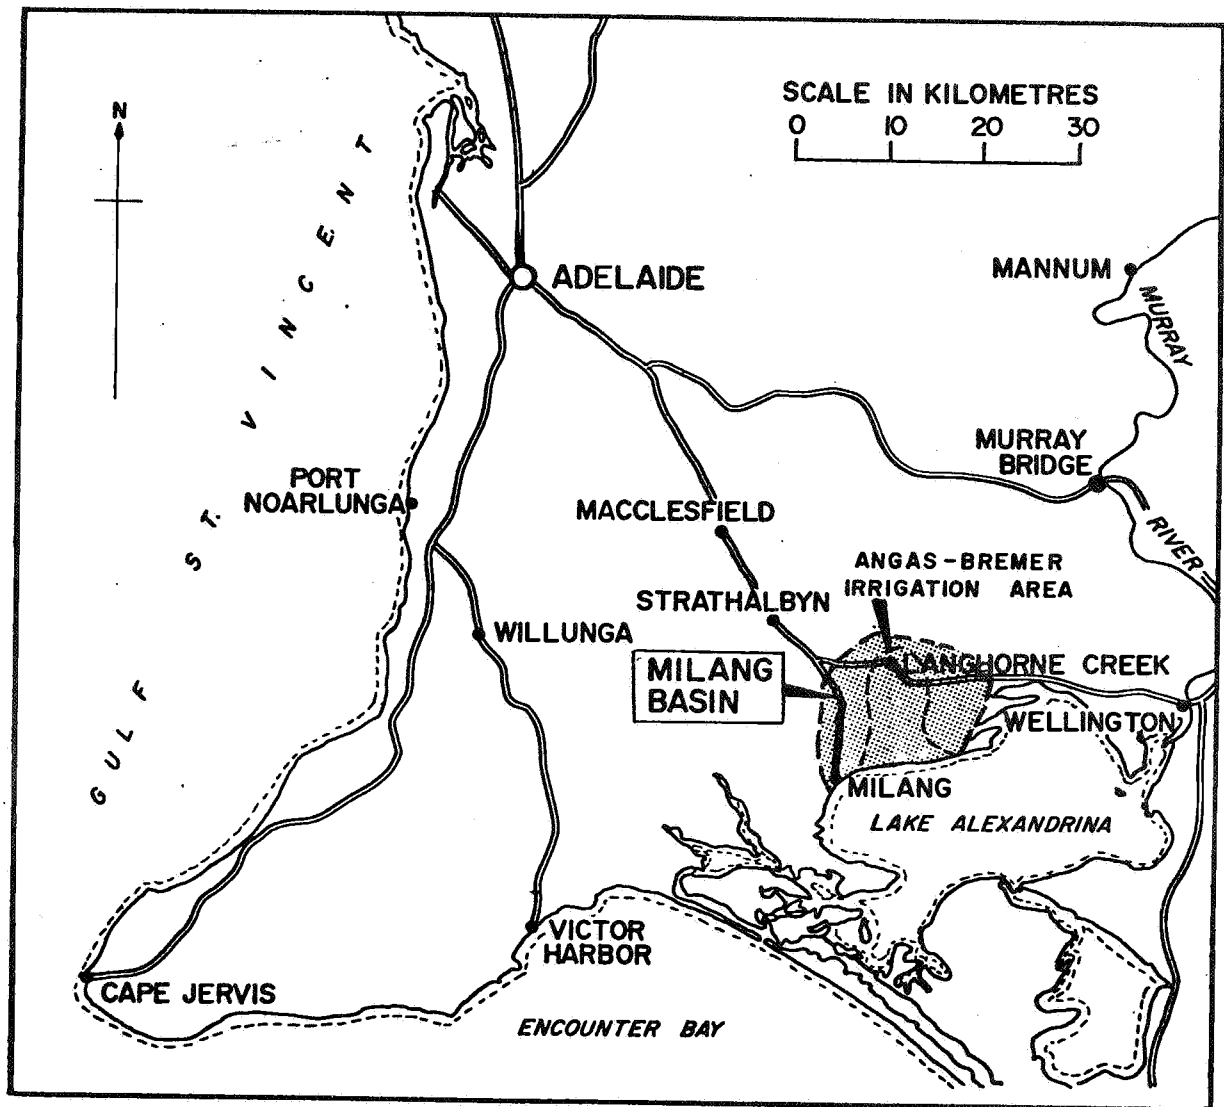 SCALE IN KILOMETRES
0 10 20 30
N
GULF ST. VINCENT
ADELAIDE
MANNUM
MURRAY
MURRAY
BRIDGE
PORT
NOARLUNGA
MACCLESFIELD
RIVER
ANGAS-BREMER
IRRIGATION AREA
STRATHALBYN
WILLUNGA
LANGHORNE CREEK
MILANG
BASIN
WELLINGTON
MILANG
LAKE ALEXANDRINA
VICTOR
HARBOR
CAPE JERVIS
ENCOUNTER BAY